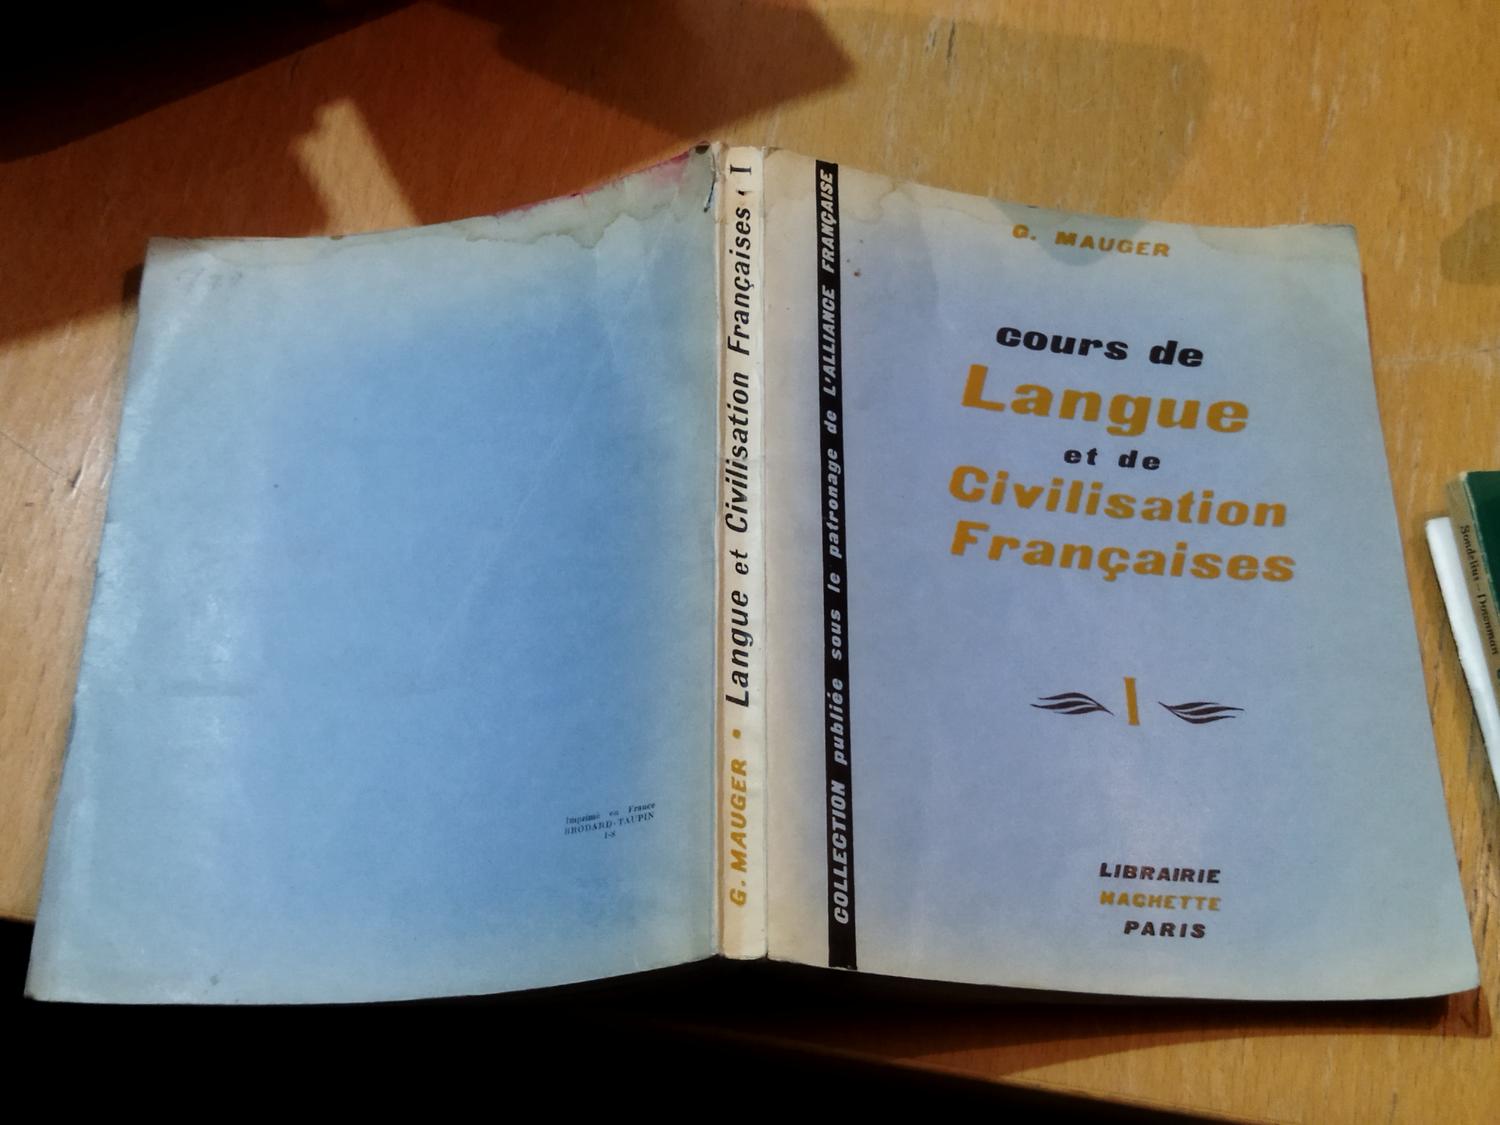 Imprimé en France
BRODARD-TAUPIN
I-8
G. MAUGER • Langue et Civilisation Françaises • I
COLLECTION publiée sous le patronage de L'ALLIANCE FRANÇAISE
G. MAUGER
cours de
Langue
et de
Civilisation
Françaises
I
LIBRAIRIE
HACHETTE
PARIS